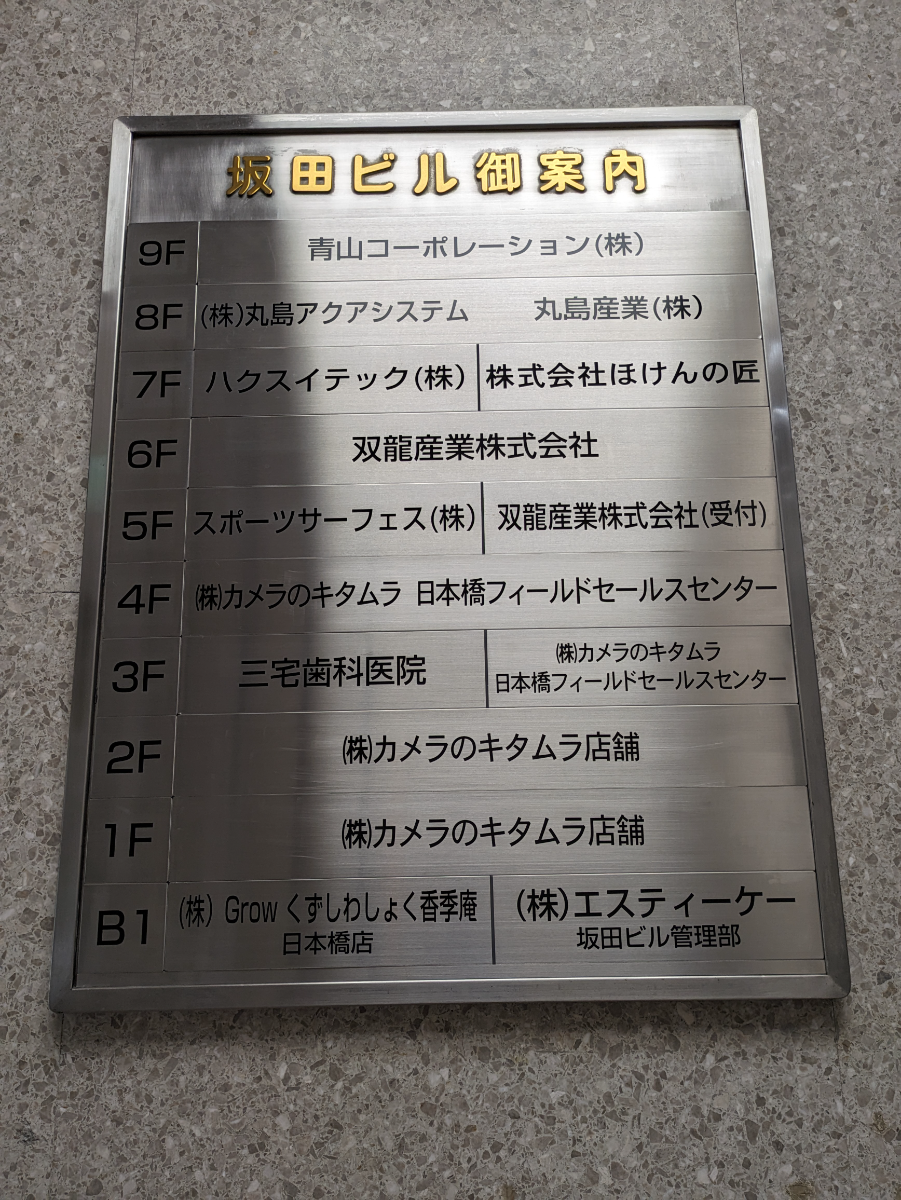 坂田ビル御案内
9F 青山コーポレーション(株)
8F (株)丸島アクアシステム 丸島産業(株)
7F ハクスイテック(株) 株式会社ほけんの匠
6F 双龍産業株式会社
5F スポーツサーフェス(株) 双龍産業株式会社(受付)
4F ㈱カメラのキタムラ 日本橋フィールドセールスセンター
3F 三宅歯科医院 ㈱カメラのキタムラ
日本橋フィールドセールスセンター
2F ㈱カメラのキタムラ店舗
1F ㈱カメラのキタムラ店舗
B1 (株) Grow くずしわしょく香季庵
日本橋店
(株)エスティーケー
坂田ビル管理部